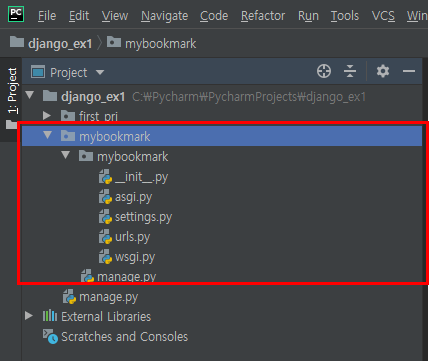 PC File Edit View Navigate Code Refactor Run Tools VCS Window
django_ex1 > mybookmark
1: Project
Project
django_ex1 C:₩Pycharm₩PycharmProjects₩django_ex1
first_prj
mybookmark
mybookmark
__init__.py
asgi.py
settings.py
urls.py
wsgi.py
manage.py
manage.py
External Libraries
Scratches and Consoles